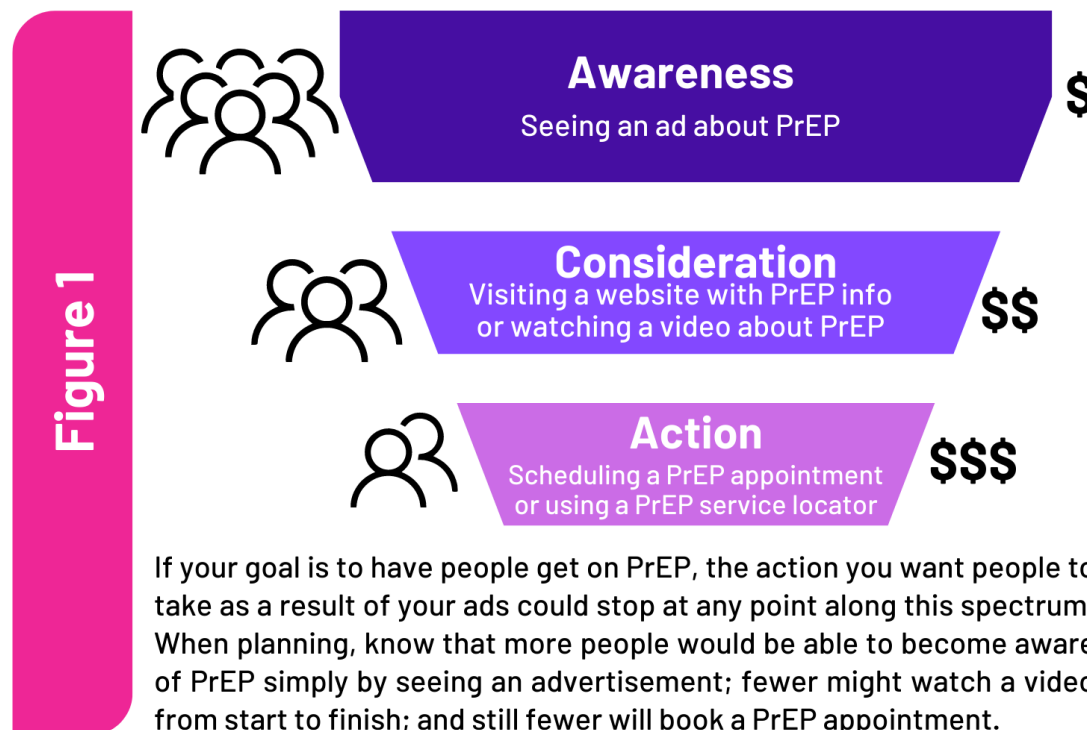 Figure 1
Awareness
Seeing an ad about PrEP
$
Consideration
Visiting a website with PrEP info
or watching a video about PrEP
$$
Action
Scheduling a PrEP appointment
or using a PrEP service locator
$$$
If your goal is to have people get on PrEP, the action you want people to
take as a result of your ads could stop at any point along this spectrum
When planning, know that more people would be able to become aware
of PrEP simply by seeing an advertisement; fewer might watch a video
from start to finish; and still fewer will book a PrEP appointment.